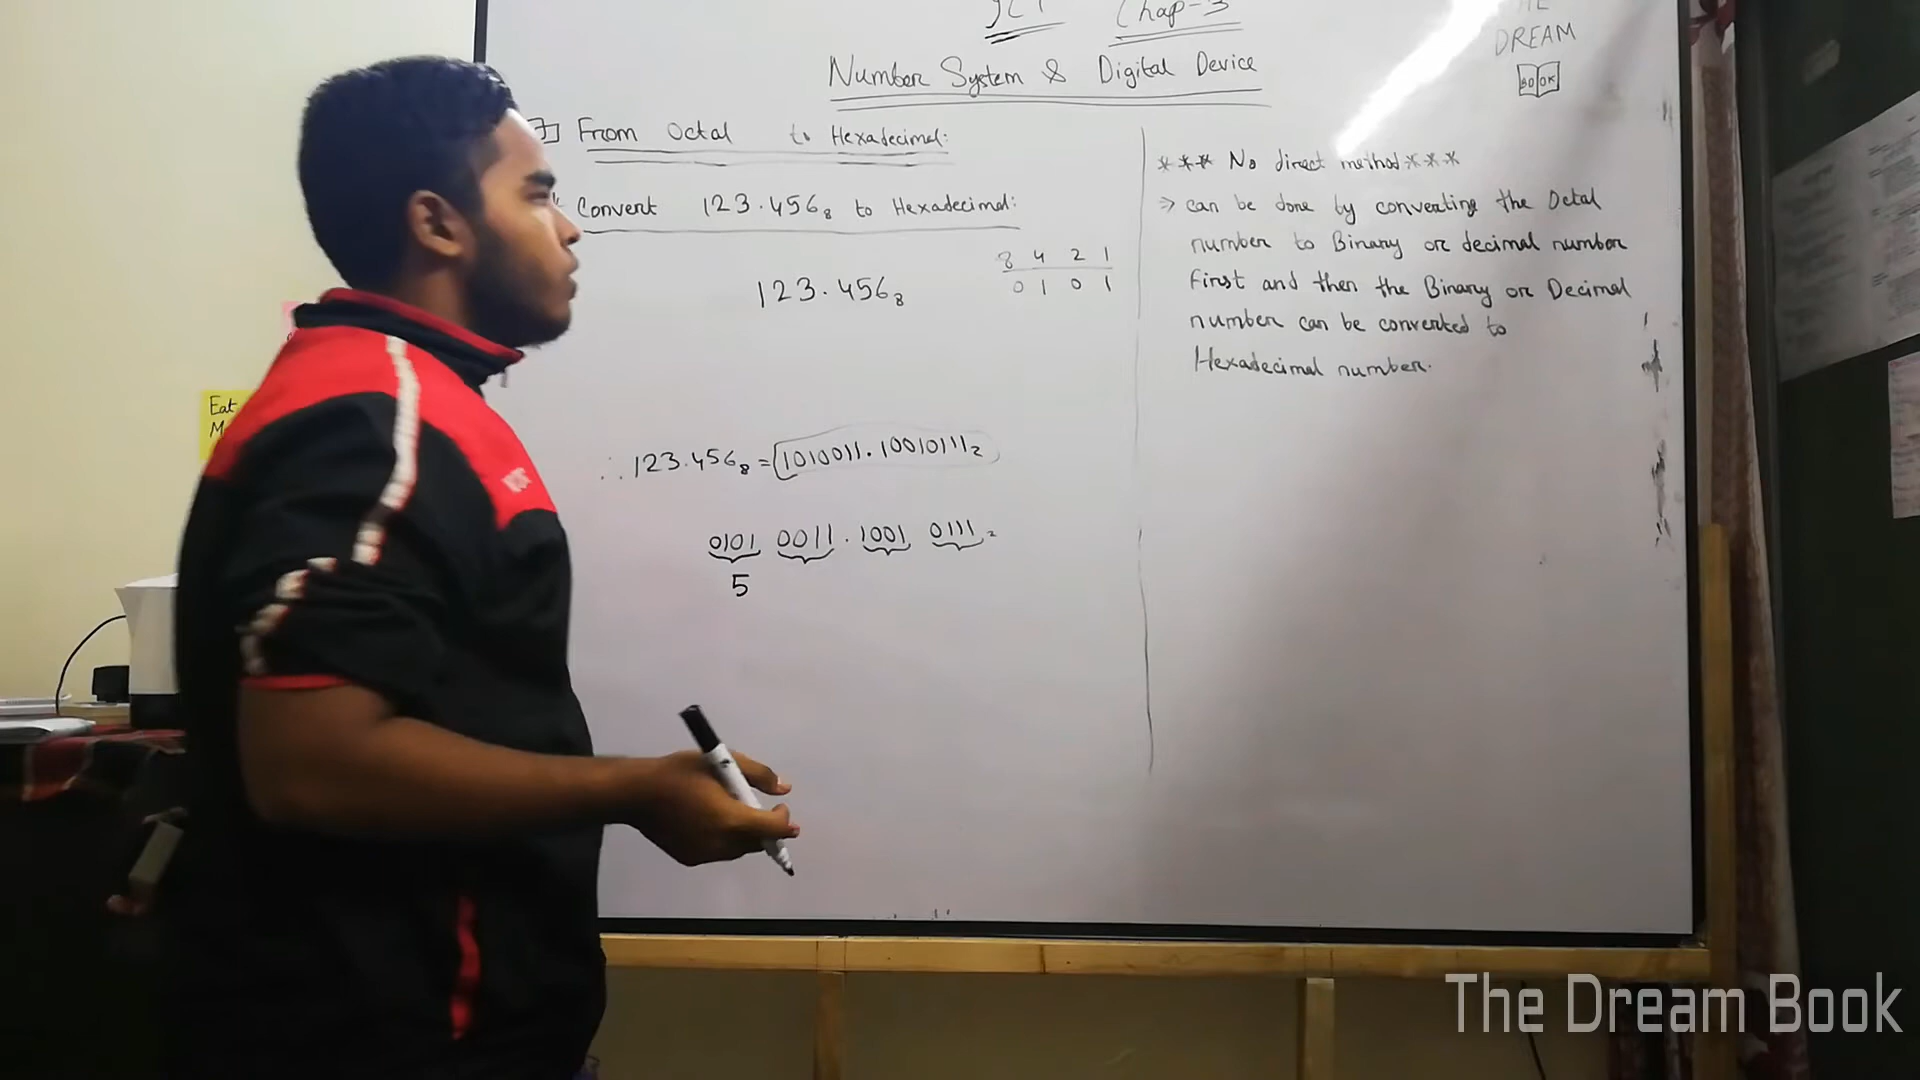 Chap-3
Number System & Digital Device
DREAM
BOOK
7] From Octal to Hexadecimal:
Convert 123.456₈ to Hexadecimal:
123.456₈
8 4 2 1
0 1 0 1
∴ 123.456₈ = 1010011.10010111₂
0101 0011 . 1001 0111₂
5
*** No direct method ***
⇒ can be done by converting the Octal
number to Binary or decimal number
First and then the Binary or Decimal
number can be converted to
Hexadecimal number.
Eat
The Dream Book